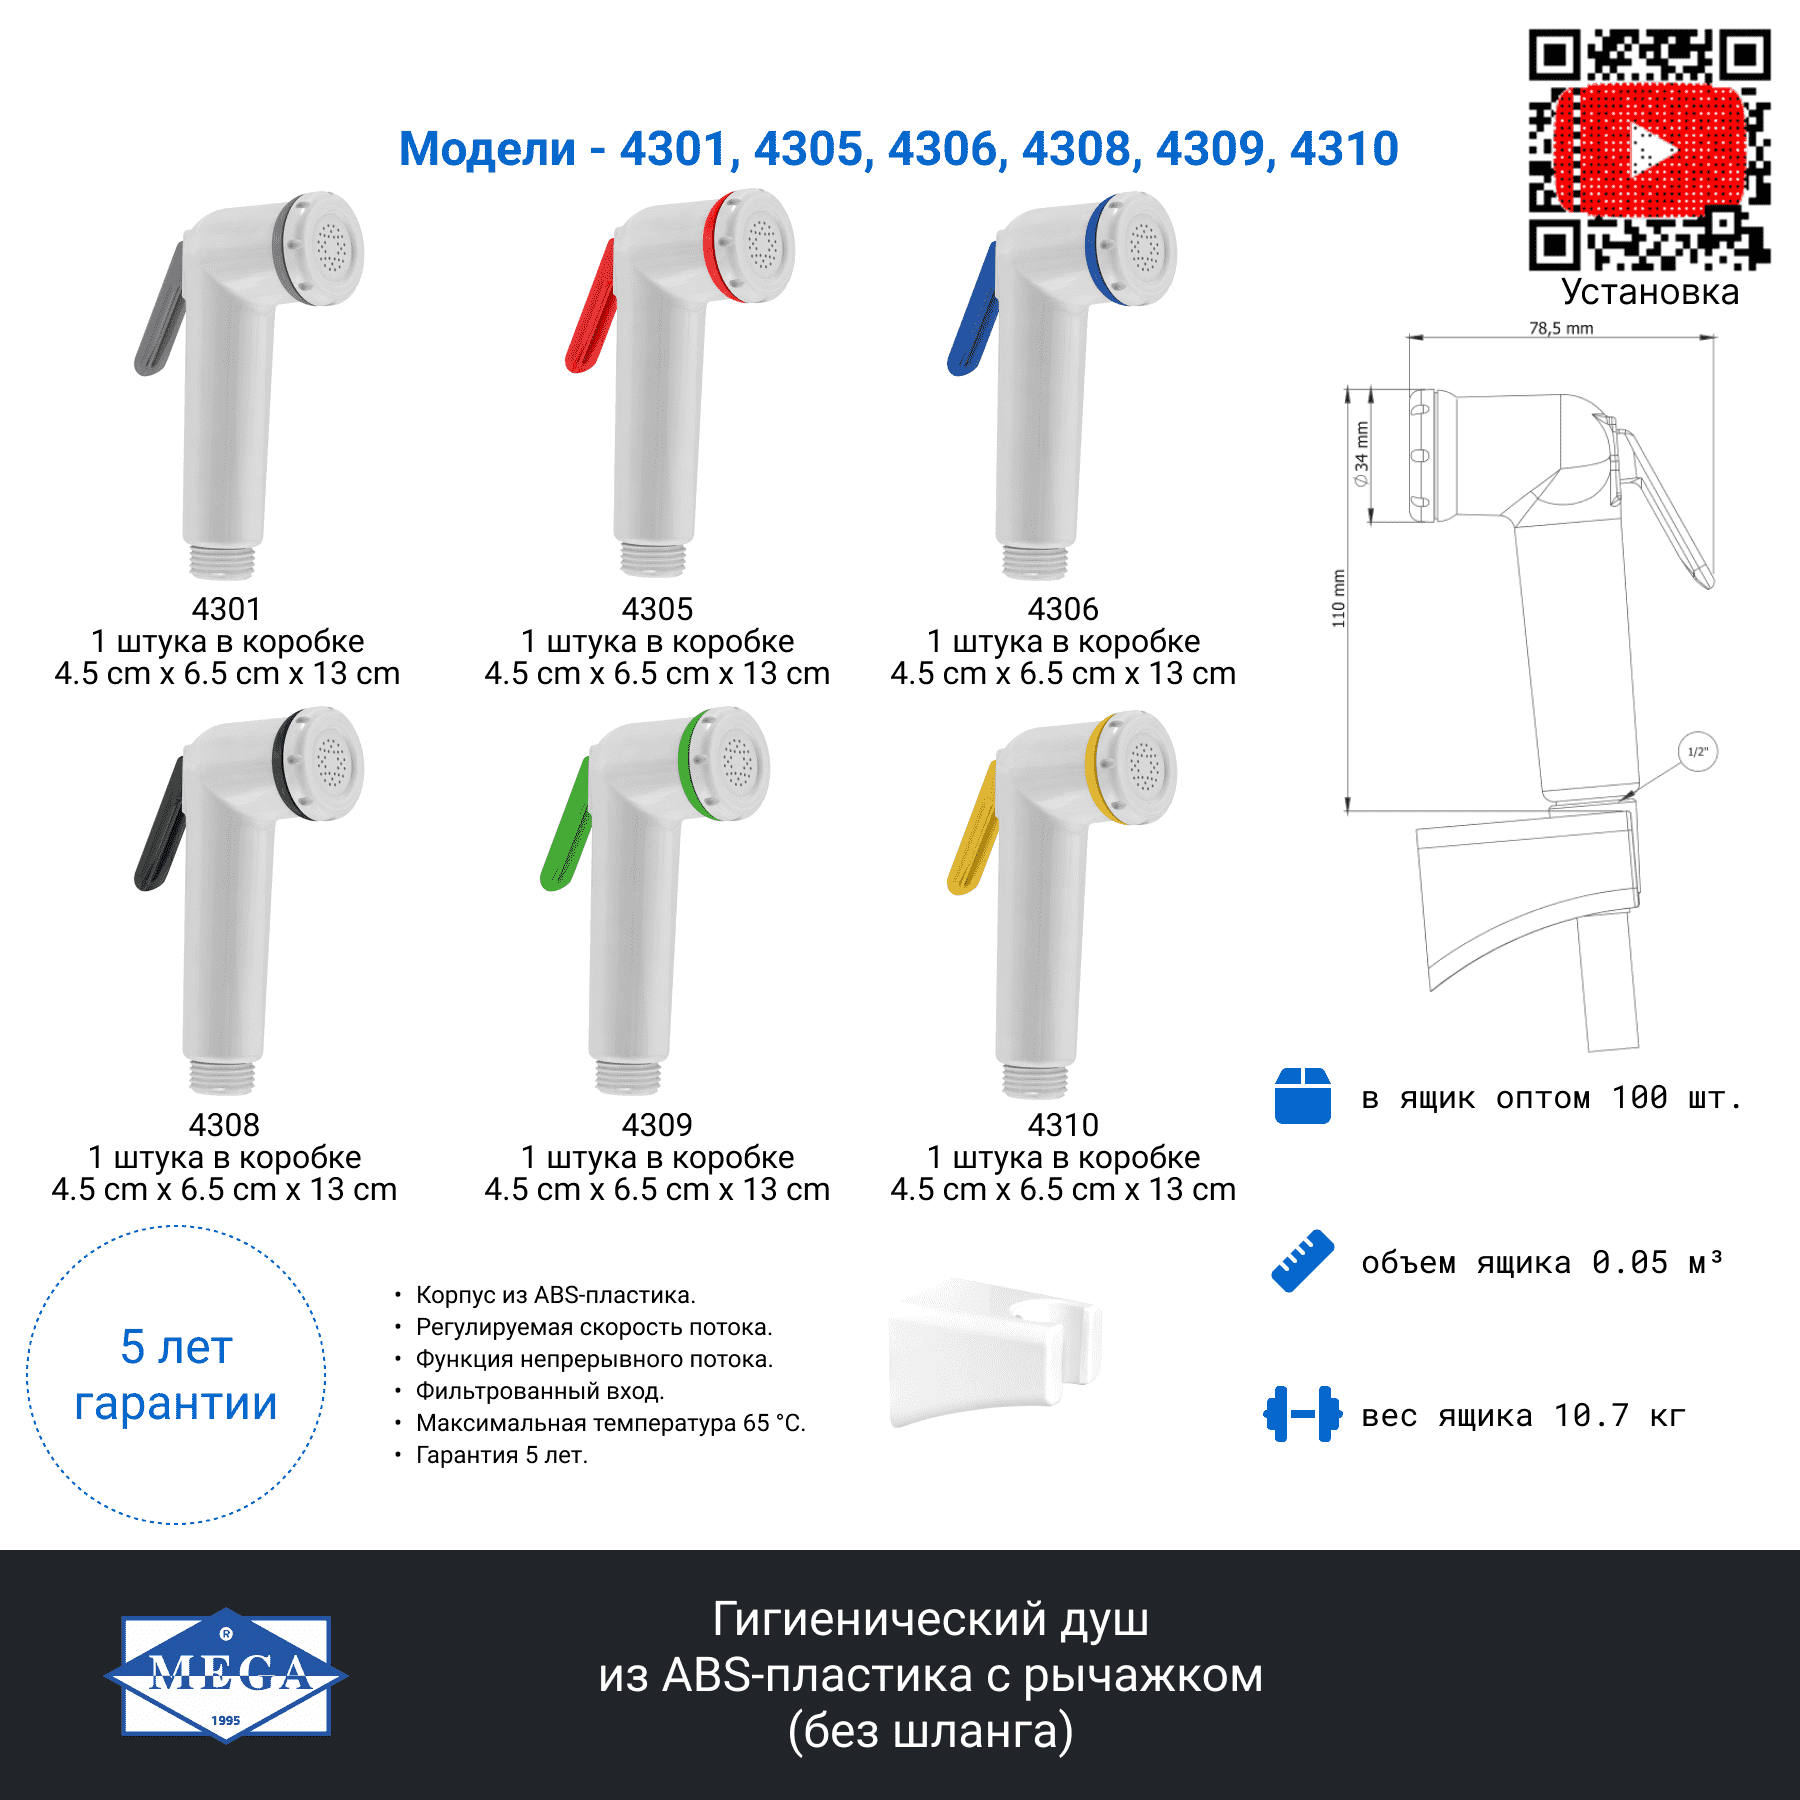 Модели - 4301, 4305, 4306, 4308, 4309, 4310
Установка
78,5 mm
Ø 34 mm
110 mm
1/2"
4301
1 штука в коробке
4.5 cm x 6.5 cm x 13 cm
4305
1 штука в коробке
4.5 cm x 6.5 cm x 13 cm
4306
1 штука в коробке
4.5 cm x 6.5 cm x 13 cm
4308
1 штука в коробке
4.5 cm x 6.5 cm x 13 cm
4309
1 штука в коробке
4.5 cm x 6.5 cm x 13 cm
4310
1 штука в коробке
4.5 cm x 6.5 cm x 13 cm
в ящик оптом 100 шт.
объем ящика 0.05 м³
вес ящика 10.7 кг
5 лет
гарантии
• Корпус из ABS-пластика.
• Регулируемая скорость потока.
• Функция непрерывного потока.
• Фильтрованный вход.
• Максимальная температура 65 °C.
• Гарантия 5 лет.
®
MEGA
1995
Гигиенический душ
из ABS-пластика с рычажком
(без шланга)